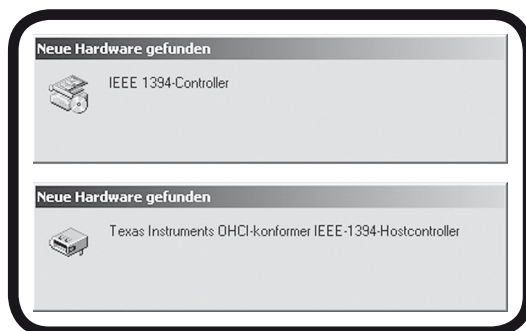 Neue Hardware gefunden
IEEE 1394-Controller
Neue Hardware gefunden
Texas Instruments OHCI-konformer IEEE-1394-Hostcontroller